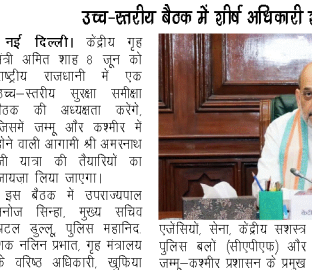 उच्च-स्तरीय बैठक में शीर्ष अधिकारी
नई दिल्ली। केंद्रीय गृह
मंत्री अमित शाह 8 जून को
राष्ट्रीय राजधानी में एक
उच्च-स्तरीय सुरक्षा समीक्षा
बैठक की अध्यक्षता करेंगे,
जिसमे जम्मू और कश्मीर में
होने वाली आगामी श्री अमरनाथ
जी यात्रा की तैयारियों का
जायज़ा लिया जाएगा।
इस बैठक मे उपराज्यपाल
मनोज सिन्हा, मुख्य सचिव
अटल डुल्लू, पुलिस महानिद.
शक नलिन प्रभात, गृह मंत्रालय
के वरिष्ठ अधिकारी, खुफिया
एजेंसियों, सेना, केंद्रीय सशस्त्र
पुलिस बलों (सीएपीएफ) और
जम्मू-कश्मीर प्रशासन के प्रमुख